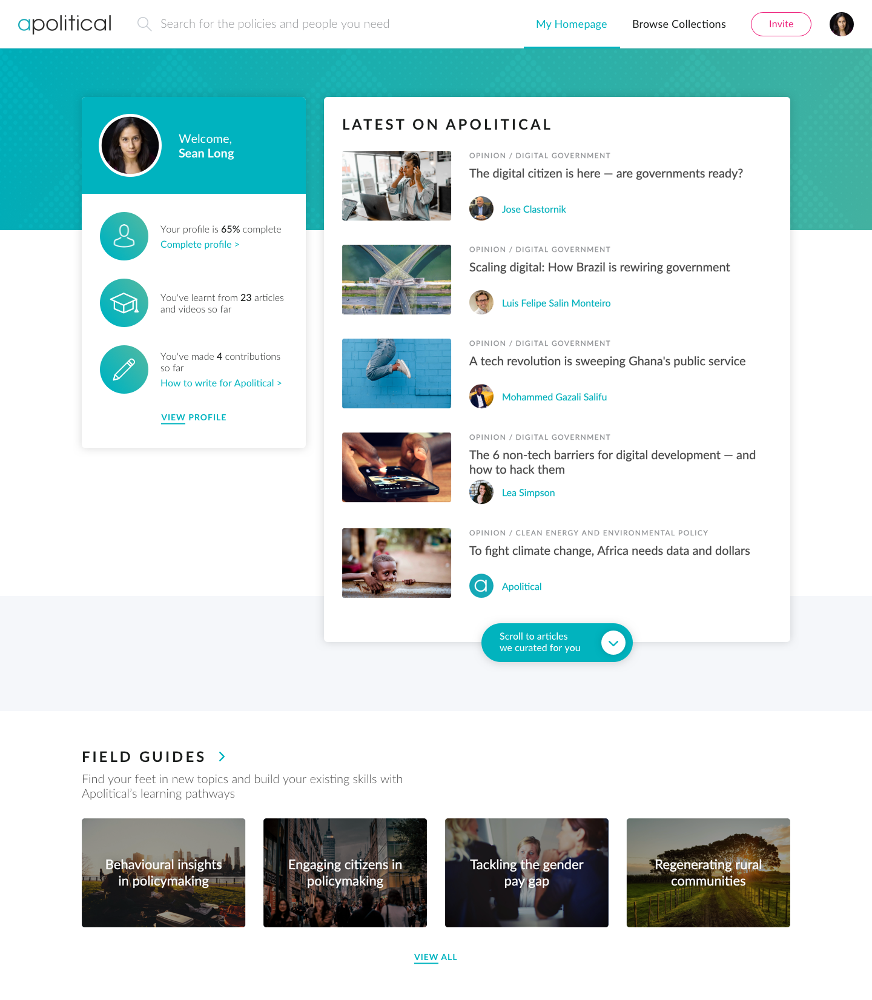 apolitical
Search for the policies and people you need
My Homepage
Browse Collections
Invite
Welcome,
Sean Long
Your profile is 65% complete
Complete profile >
You've learnt from 23 articles
and videos so far
You've made 4 contributions
so far
How to write for Apolitical >
VIEW PROFILE
LATEST ON APOLITICAL
OPINION / DIGITAL GOVERNMENT
The digital citizen is here — are governments ready?
Jose Clastornik
OPINION / DIGITAL GOVERNMENT
Scaling digital: How Brazil is rewiring government
Luis Felipe Salin Monteiro
OPINION / DIGITAL GOVERNMENT
A tech revolution is sweeping Ghana's public service
Mohammed Gazali Salifu
OPINION / DIGITAL GOVERNMENT
The 6 non-tech barriers for digital development — and
how to hack them
Lea Simpson
OPINION / CLEAN ENERGY AND ENVIRONMENTAL POLICY
To fight climate change, Africa needs data and dollars
a
Apolitical
Scroll to articles
we curated for you
FIELD GUIDES >
Find your feet in new topics and build your existing skills with
Apolitical’s learning pathways
Behavioural insights
in policymaking
Engaging citizens in
policymaking
Tackling the gender
pay gap
Regenerating rural
communities
VIEW ALL